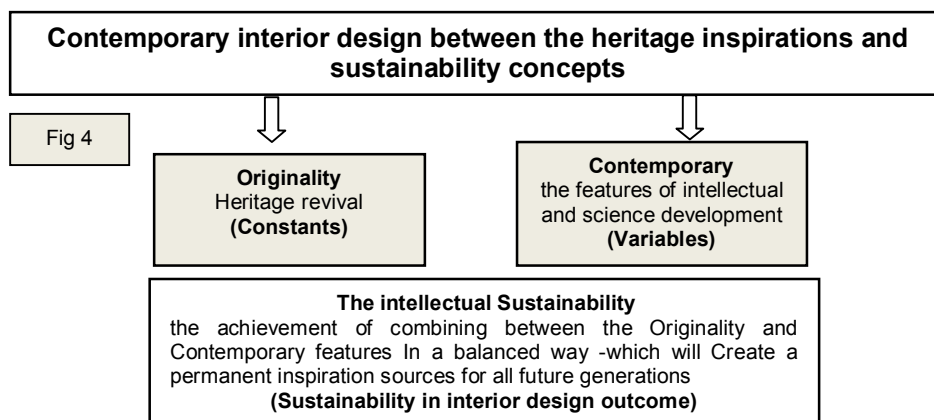 Contemporary interior design between the heritage inspirations and
sustainability concepts
Fig 4
Originality
Heritage revival
(Constants)
Contemporary
the features of intellectual
and science development
(Variables)
The intellectual Sustainability
the achievement of combining between the Originality and
Contemporary features In a balanced way -which will Create a
permanent inspiration sources for all future generations
(Sustainability in interior design outcome)